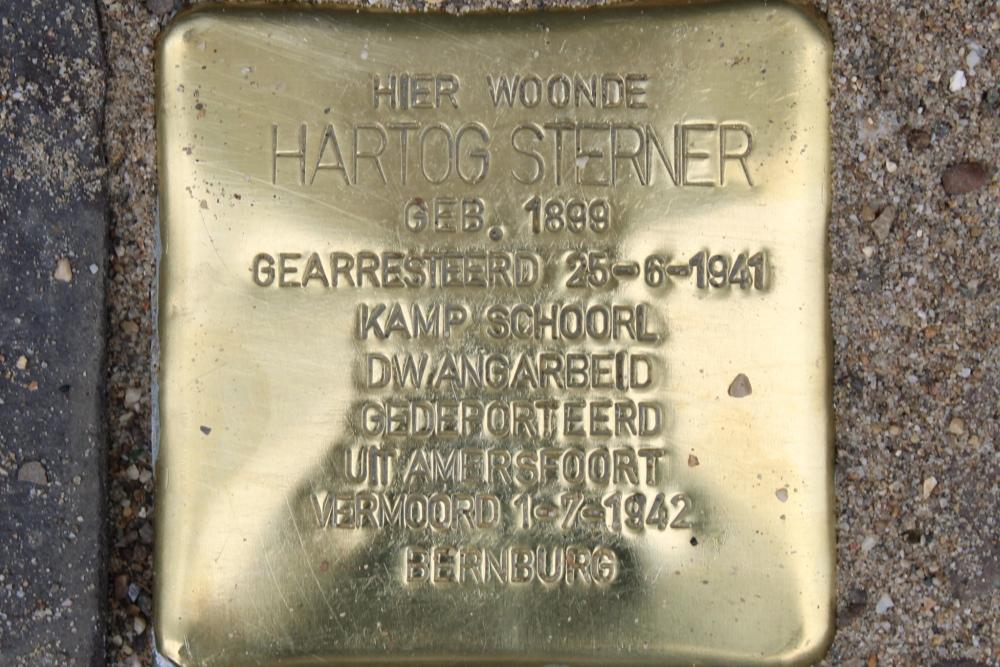 HIER WOONDE
HARTOG STERNER
GEB. 1899
GEARRESTEERD 25-6-1941
KAMP SCHOORL
DWANGARBEID
GEDEPORTEERD
UIT AMERSFOORT
VERMOORD 1-7-1942
BERNBURG